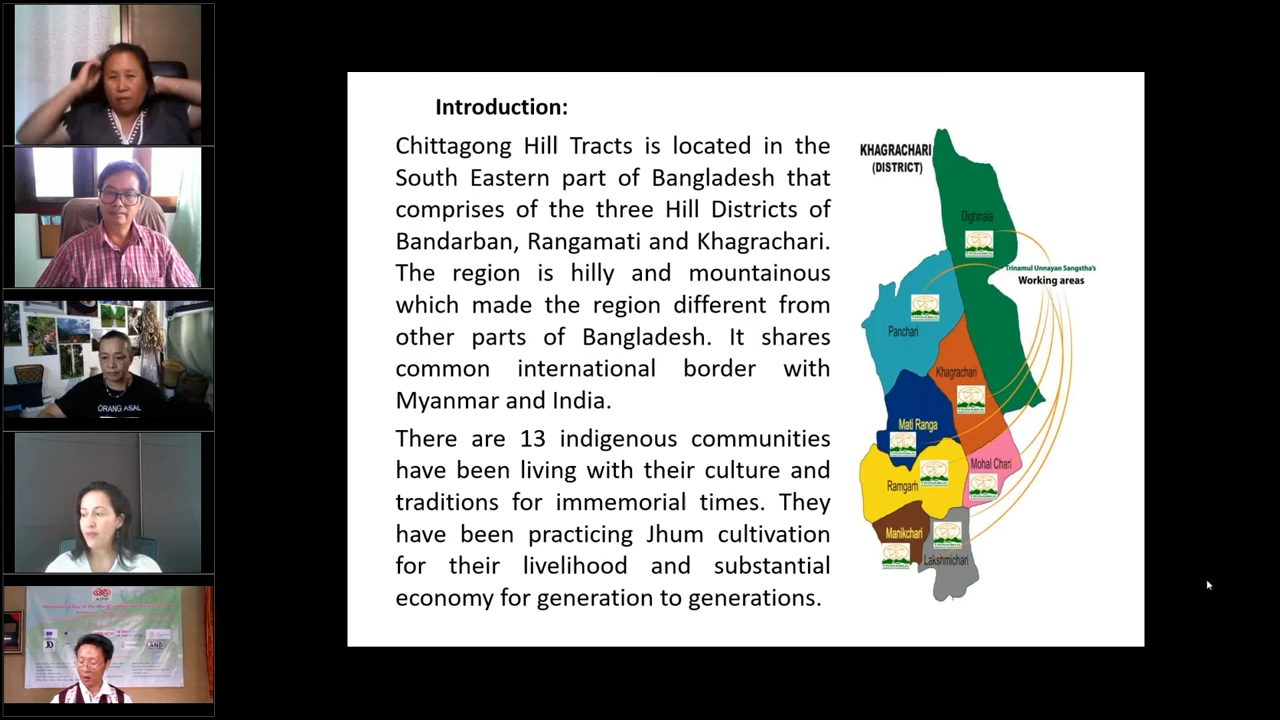 Introduction:
Chittagong Hill Tracts is located in the
South Eastern part of Bangladesh that
comprises of the three Hill Districts of
Bandarban, Rangamati and Khagrachari.
The region is hilly and mountainous
which made the region different from
other parts of Bangladesh. It shares
common international border with
Myanmar and India.
There are 13 indigenous communities
have been living with their culture and
traditions for immemorial times. They
have been practicing Jhum cultivation
for their livelihood and substantial
economy for generation to generations.
KHAGRACHARI
(DISTRICT)
Dighinala
Trinamul Unnayan Sangstha's
Working areas
Panchari
Khagrachari
Mati Ranga
Mohal Chari
Ramgarh
Manikchari
Lakshmichari
ORANG ASAL
AIPP